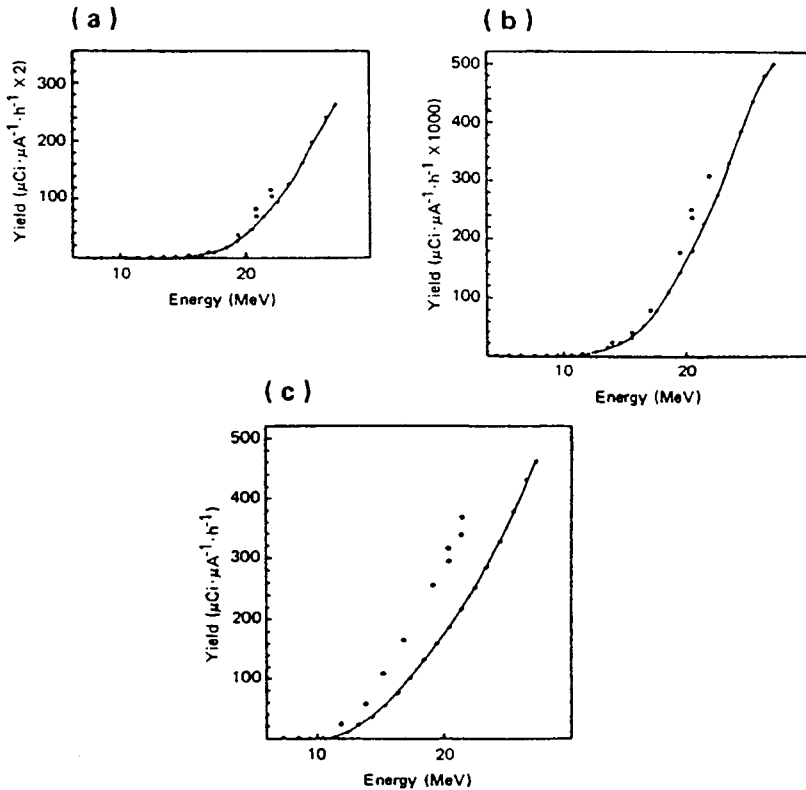 (a)
Yield (μCi·μA⁻¹·h⁻¹ X 2)
300
200
100
10
20
Energy (MeV)
(b)
Yield (μCi·μA⁻¹·h⁻¹ X 1000)
500
400
300
200
100
10
20
Energy (MeV)
(c)
Yield (μCi·μA⁻¹·h⁻¹)
500
400
300
200
100
10
20
Energy (MeV)